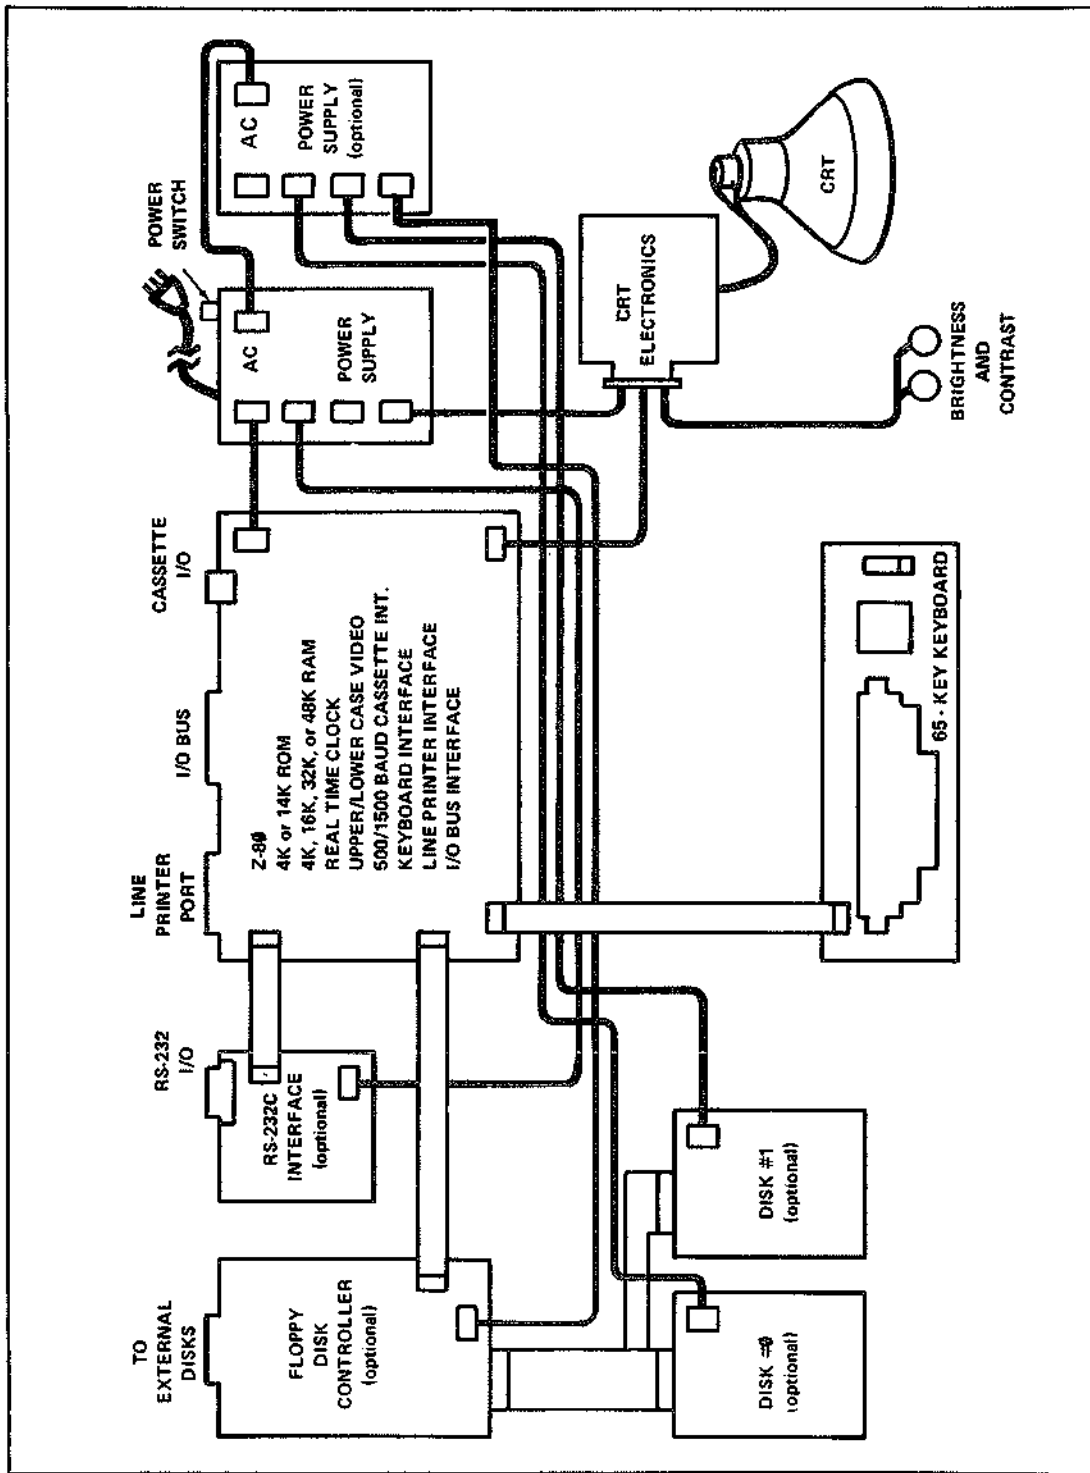 TO
EXTERNAL
DISKS
RS-232
I/O
LINE
PRINTER
PORT
I/O BUS
CASSETTE
I/O
POWER
SWITCH
FLOPPY
DISK
CONTROLLER
(optional)
RS-232C
INTERFACE
(optional)
Z-80
4K or 14K ROM
4K, 16K, 32K, or 48K RAM
REAL TIME CLOCK
UPPER/LOWER CASE VIDEO
500/1500 BAUD CASSETTE INT.
KEYBOARD INTERFACE
LINE PRINTER INTERFACE
I/O BUS INTERFACE
AC
POWER
SUPPLY
AC
POWER
SUPPLY
(optional)
CRT
ELECTRONICS
CRT
DISK #0
(optional)
DISK #1
(optional)
65 - KEY KEYBOARD
BRIGHTNESS
AND
CONTRAST